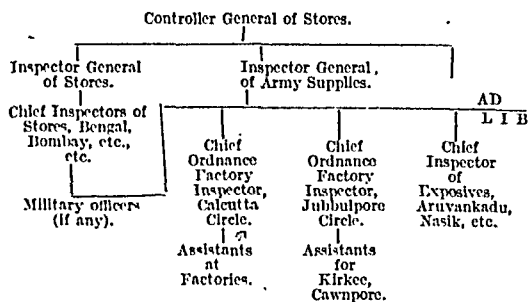 Controller General of Stores.
Inspector General
of Stores.
Inspector General
of Army Supplies.
Chief Inspectors of
Stores, Bengal,
Bombay, etc.,
etc.
AD
L I B
Military officers
(if any).
Chief
Ordnance
Factory
Inspector,
Calcutta
Circle.
Chief
Ordnance
Factory
Inspector,
Jubbulpore
Circle.
Chief
Inspector
of
Exposives,
Aruvankadu,
Nasik, etc.
Assistants
at
Factories.
Assistants
for
Kirkee,
Cawnpore.